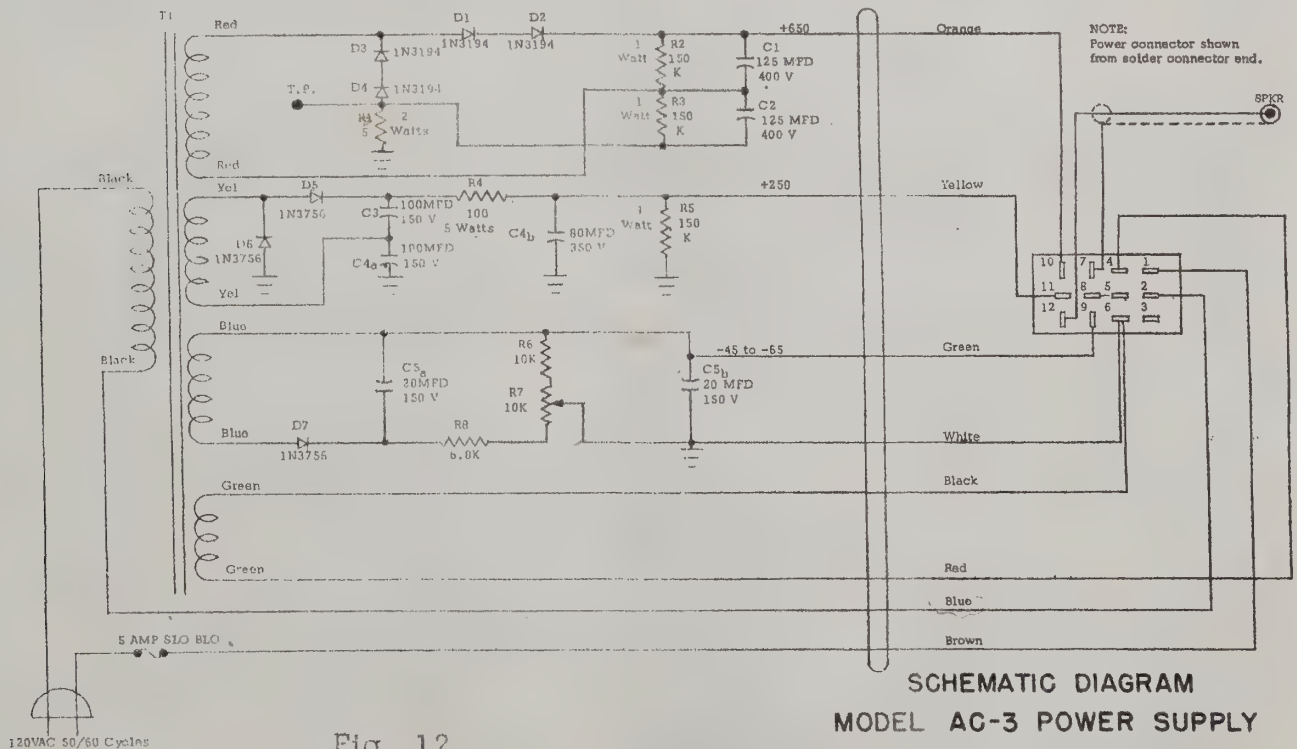 T1
Red
D1
1N3194
D2
1N3194
+650
Orange
NOTE:
Power connector shown
from solder connector end.
D3
1N3194
D4
1N3194
T.P.
R1
5
2
Watts
1
Watt
R2
150
K
C1
125 MFD
400 V
1
Watt
R3
150
K
C2
125 MFD
400 V
SPKR
Red
Black
Yel
D5
1N3756
R4
100
5 Watts
+250
Yellow
C3
100MFD
150 V
D6
1N3756
100MFD
150 V
C4a
C4b
80MFD
350 V
1
Watt
R5
150
K
Yel
10
7
4
1
11
8
5
2
12
9
6
3
Blue
Black
C5a
20MFD
150 V
R6
10K
R7
10K
-45 to -65
Green
C5b
20 MFD
150 V
Blue
D7
1N3756
R8
6.8K
White
Green
Black
Green
Red
Blue
5 AMP SLO BLO
Brown
120VAC 50/60 Cycles
Fig. 12
SCHEMATIC DIAGRAM
MODEL AC-3 POWER SUPPLY